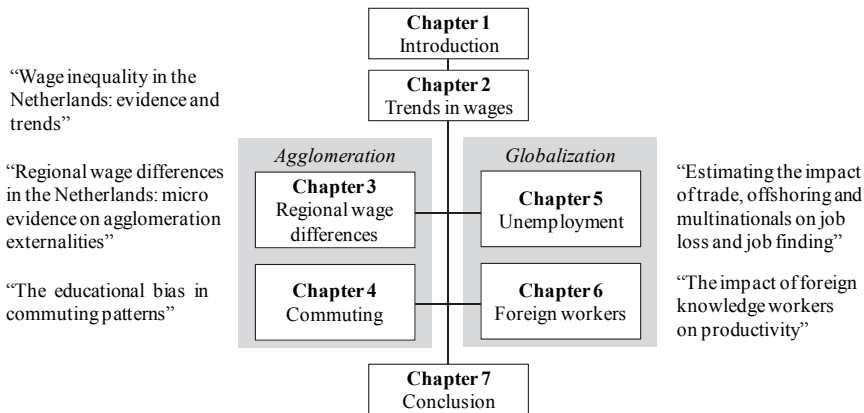 Chapter 1
Introduction
Chapter 2
Trends in wages
“Wage inequality in the
Netherlands: evidence and
trends”
Agglomeration
Globalization
“Regional wage differences
in the Netherlands: micro
evidence on agglomeration
externalities”
Chapter 3
Regional wage
differences
Chapter 5
Unemployment
“Estimating the impact
of trade, offshoring and
multinationals on job
loss and job finding”
“The educational bias in
commuting patterns”
Chapter 4
Commuting
Chapter 6
Foreign workers
“The impact of foreign
knowledge workers
on productivity”
Chapter 7
Conclusion